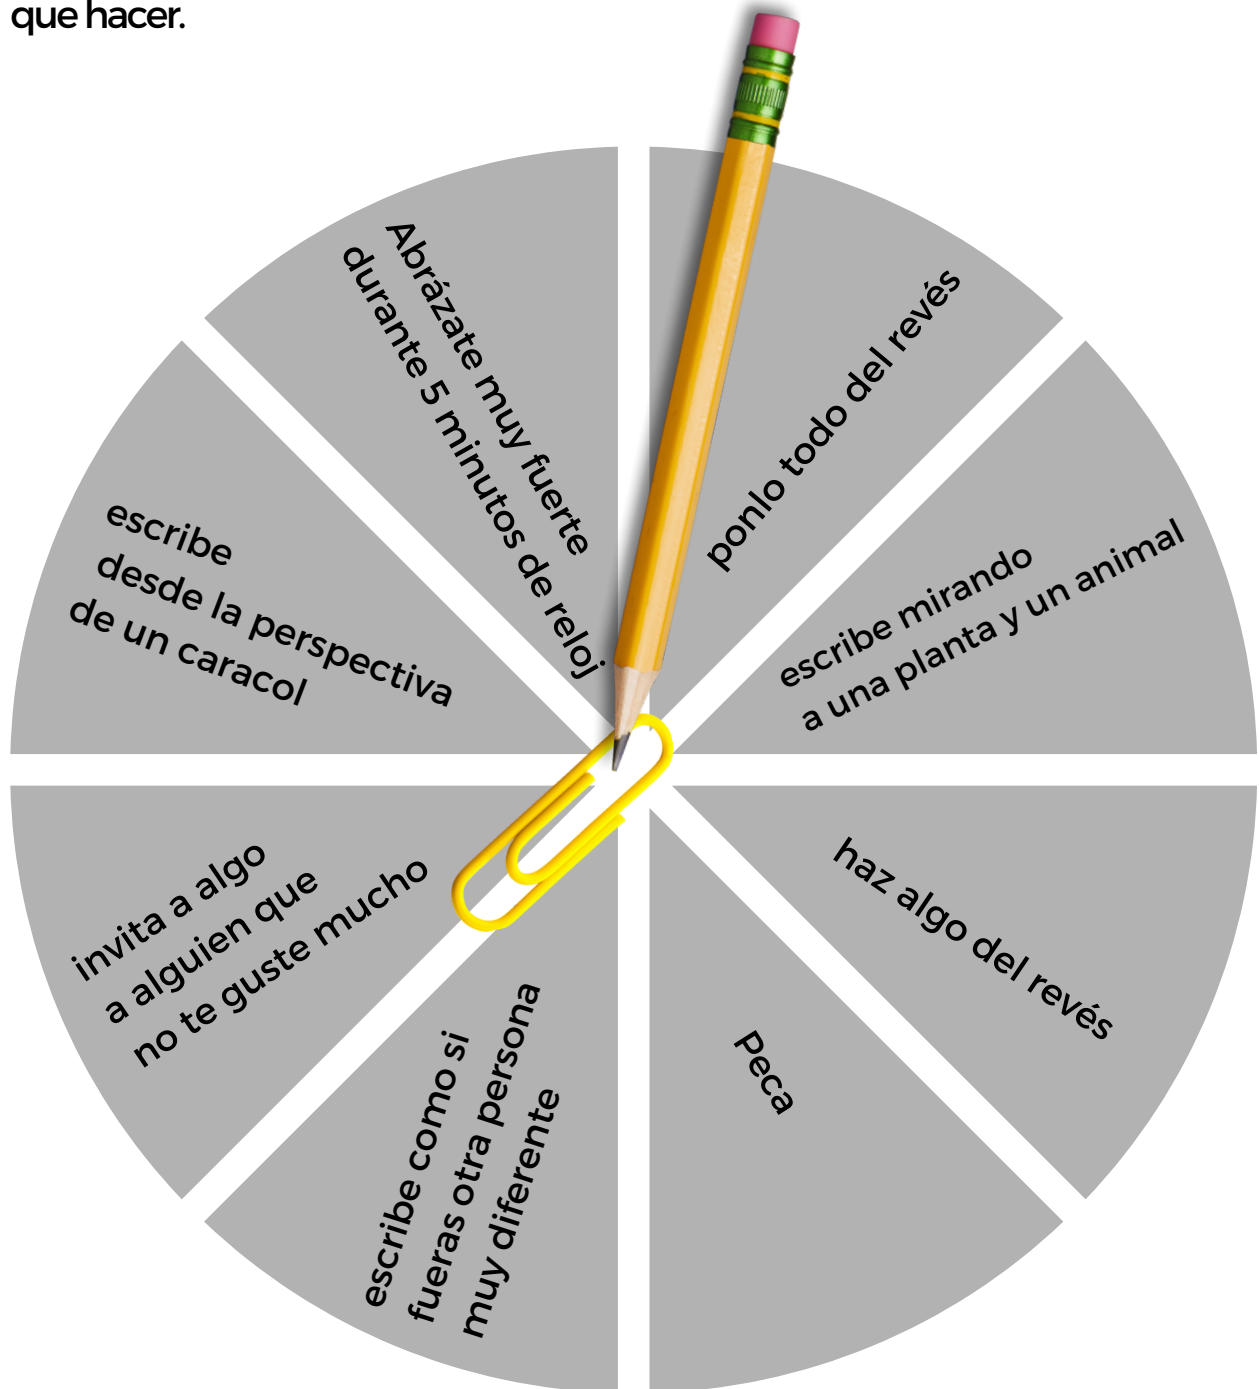 que hacer.
Abrázate muy fuerte
durante 5 minutos de reloj
ponlo todo del revés
escribe mirando
a una planta y un animal
haz algo del revés
Peca
escribe como si
fueras otra persona
muy diferente
invita a algo
a alguien que
no te guste mucho
escribe
desde la perspectiva
de un caracol